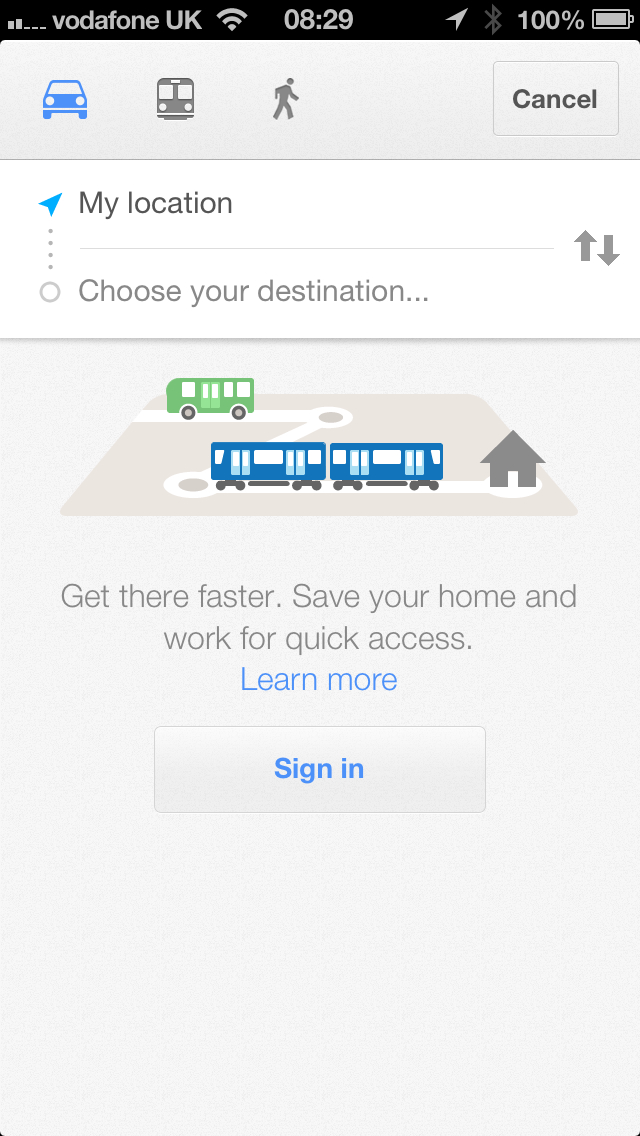 vodafone UK 08:29 100%
Cancel
My location
Choose your destination...
Get there faster. Save your home and
work for quick access.
Learn more
Sign in